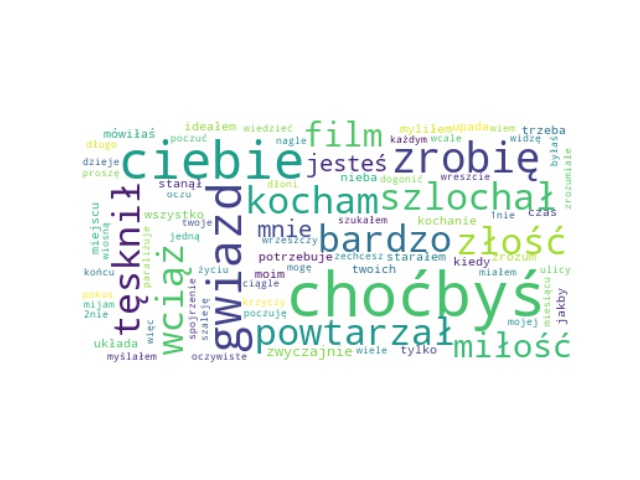 ideałem wiedzieć film myliłem upada wiem trzeba
mówiłaś poczuć nagle każdym wcale widzę byłaś
długo ciebie jesteś zrobię zrozumiałe
dzieje nieba dogonić wreszcie
proszę stanął dłoni
oczu kocham szlochał
tęsknił gwiazd wszystko szukałem kochanie 1nie czas
miejscu wiosną paraliżuje twoje mnie bardzo złość
jedną wrzeszczy
wciąż potrzebuje zechcesz starałem kiedy zrozum
końcu życiu moim mogę twoich miałem ulicy
ciągle choćbyś
pokus spojrzenie szaleję krzyczy miesiącu jakby
mijam poczuję
2nie więc powtarzał mojej
układa miłość
myślałem oczywiste zwyczajnie wiele tylko